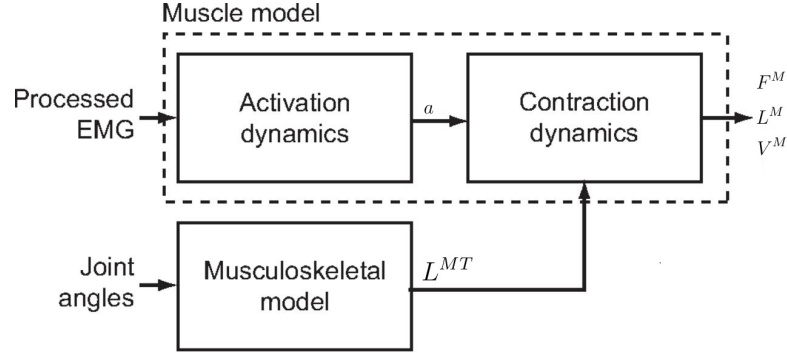 Muscle model
Processed
EMG
Activation
dynamics
a
Contraction
dynamics
F^M
L^M
V^M
Joint
angles
Musculoskeletal
model
L^{MT}